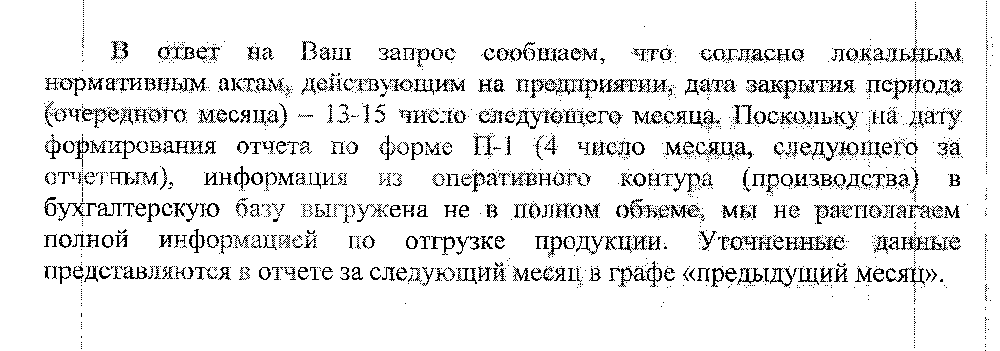 В ответ на Ваш запрос сообщаем, что согласно локальным
нормативным актам, действующим на предприятии, дата закрытия периода
(очередного месяца) – 13-15 число следующего месяца. Поскольку на дату
формирования отчета по форме П-1 (4 число месяца, следующего за
отчетным), информация из оперативного контура (производства) в
бухгалтерскую базу выгружена не в полном объеме, мы не располагаем
полной информацией по отгрузке продукции. Уточненные данные
представляются в отчете за следующий месяц в графе «предыдущий месяц».